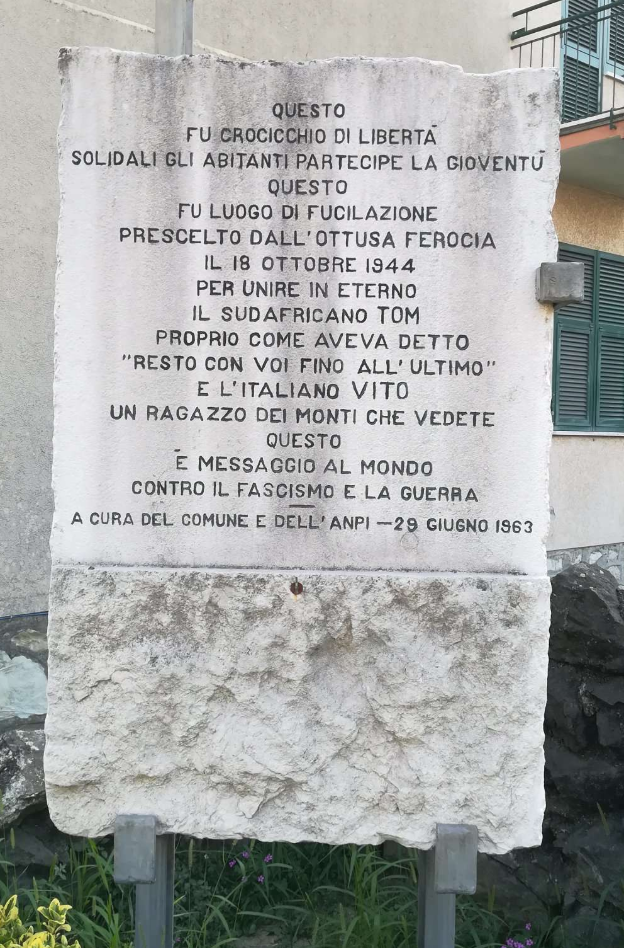 QUESTO
FU CROCICCHIO DI LIBERTÀ
SOLIDALI GLI ABITANTI PARTECIPE LA GIOVENTÙ
QUESTO
FU LUOGO DI FUCILAZIONE
PRESCELTO DALL'OTTUSA FEROCIA
IL 18 OTTOBRE 1944
PER UNIRE IN ETERNO
IL SUDAFRICANO TOM
PROPRIO COME AVEVA DETTO
"RESTO CON VOI FINO ALL'ULTIMO"
E L'ITALIANO VITO
UN RAGAZZO DEI MONTI CHE VEDETE
QUESTO
È MESSAGGIO AL MONDO
CONTRO IL FASCISMO E LA GUERRA
A CURA DEL COMUNE E DELL'ANPI — 29 GIUGNO 1963